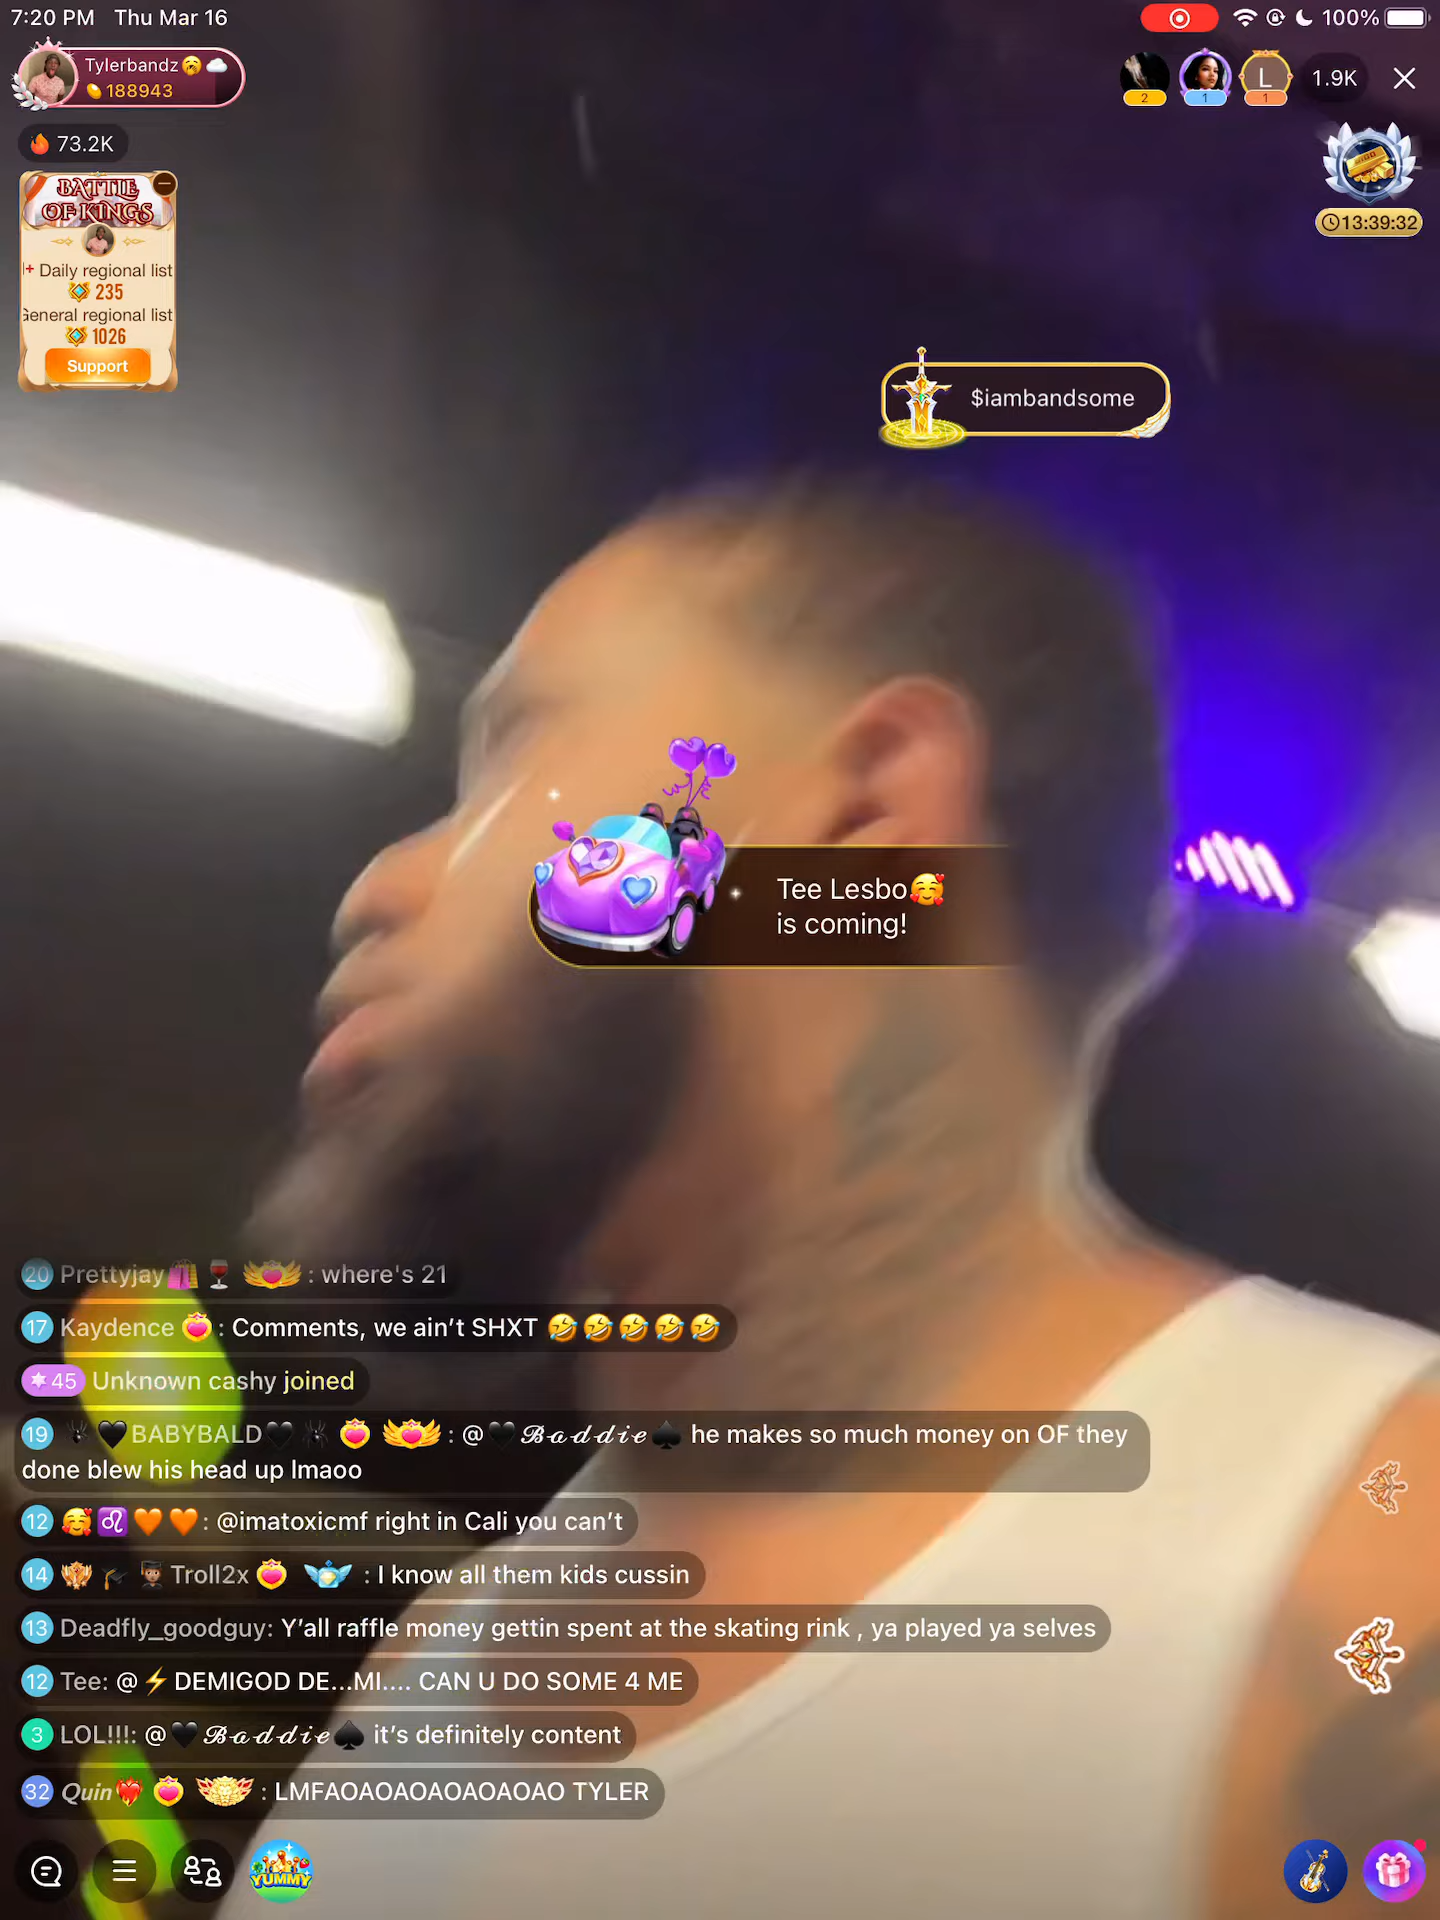 7:20 PM Thu Mar 16
100%
Tylerbandz🥱☁️
188943
2
1
L
1
1.9K
73.2K
BATTLE
OF KINGS
Daily regional list
235
General regional list
1026
Support
13:39:32
$iambandsome
Tee Lesbo🥰
is coming!
20 Prettyjay🛍️🍷 : where's 21
17 Kaydence : Comments, we ain't SHXT 🤣🤣🤣🤣🤣
45 Unknown cashy joined
19 🕷️🖤BABYBALD🖤🕷️ : @🖤𝓑𝓪𝓭𝓭𝓲𝓮♠️ he makes so much money on OF they
done blew his head up lmaoo
12 🥰♌🧡🧡: @imatoxicmf right in Cali you can't
14 🎓👨🏽‍🎓Troll2x : I know all them kids cussin
13 Deadfly_goodguy: Y'all raffle money gettin spent at the skating rink , ya played ya selves
12 Tee: @⚡DEMIGOD DE...MI.... CAN U DO SOME 4 ME
3 LOL!!!: @🖤𝓑𝓪𝓭𝓭𝓲𝓮♠️ it's definitely content
32 Quin❤️‍🔥 : LMFAOAOAOAOAOAOAO TYLER
YUMMY